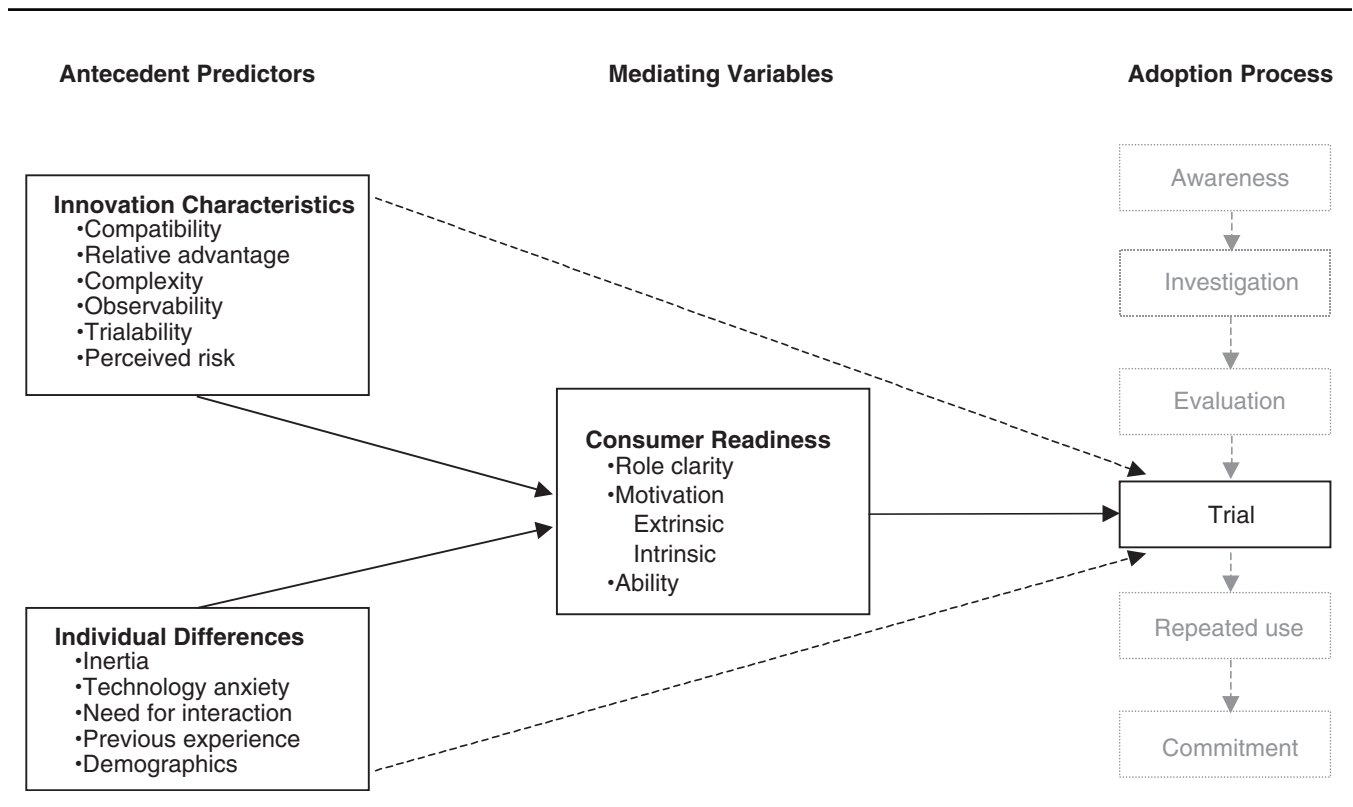 Antecedent Predictors
Mediating Variables
Adoption Process
Innovation Characteristics
•Compatibility
•Relative advantage
•Complexity
•Observability
•Trialability
•Perceived risk
Individual Differences
•Inertia
•Technology anxiety
•Need for interaction
•Previous experience
•Demographics
Consumer Readiness
•Role clarity
•Motivation
Extrinsic
Intrinsic
•Ability
Awareness
Investigation
Evaluation
Trial
Repeated use
Commitment